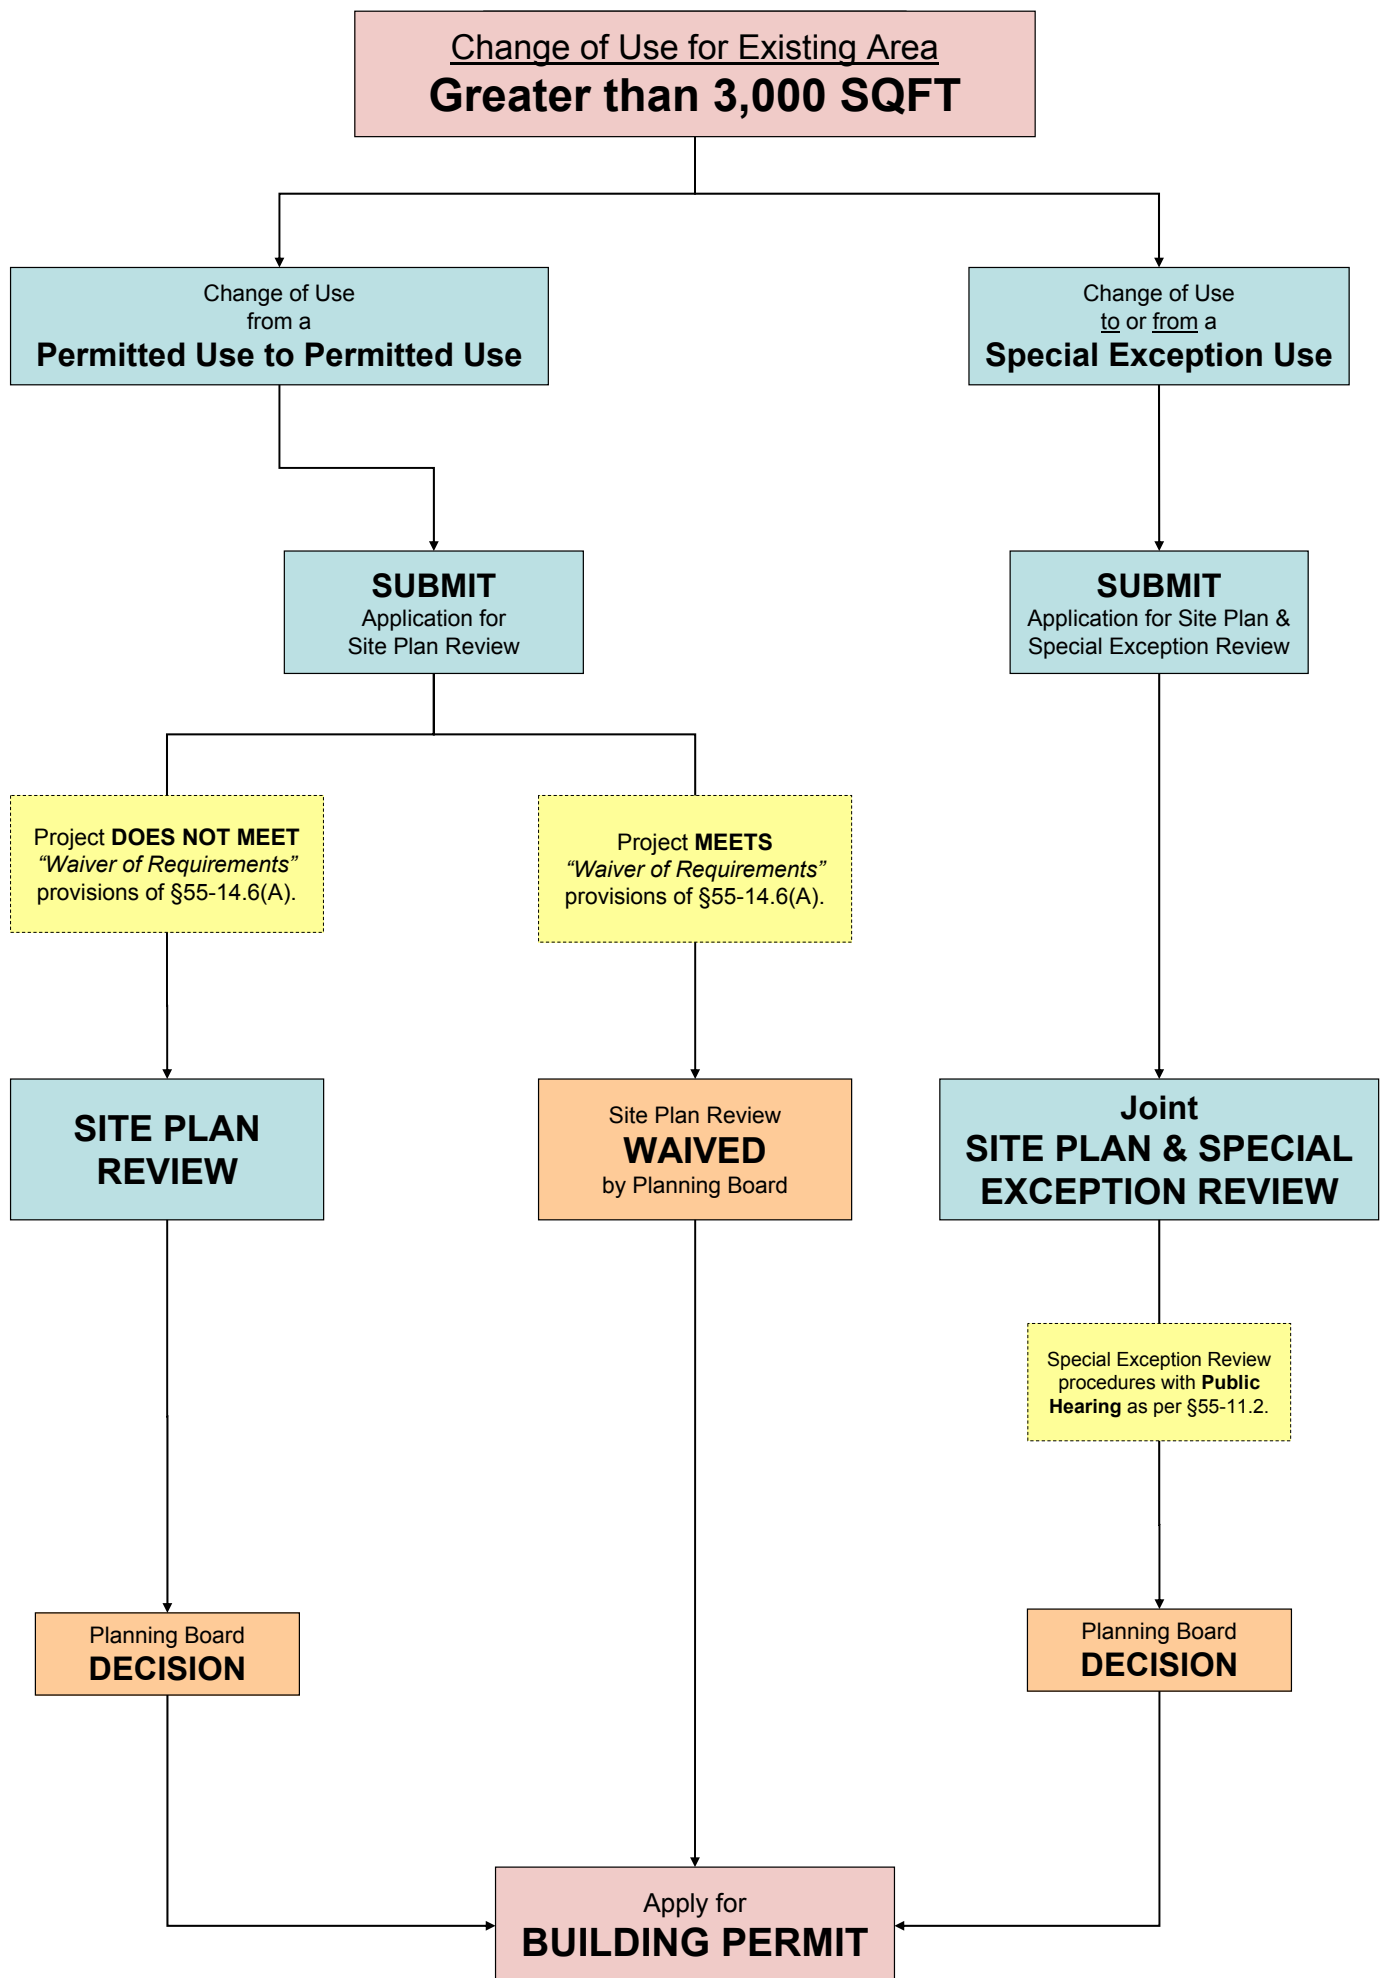 Change of Use for Existing Area
Greater than 3,000 SQFT
Change of Use
from a
Permitted Use to Permitted Use
Change of Use
to or from a
Special Exception Use
SUBMIT
Application for
Site Plan Review
SUBMIT
Application for Site Plan &
Special Exception Review
Project DOES NOT MEET
“Waiver of Requirements”
provisions of §55-14.6(A).
Project MEETS
“Waiver of Requirements”
provisions of §55-14.6(A).
SITE PLAN
REVIEW
Site Plan Review
WAIVED
by Planning Board
Joint
SITE PLAN & SPECIAL
EXCEPTION REVIEW
Special Exception Review
procedures with Public
Hearing as per §55-11.2.
Planning Board
DECISION
Planning Board
DECISION
Apply for
BUILDING PERMIT